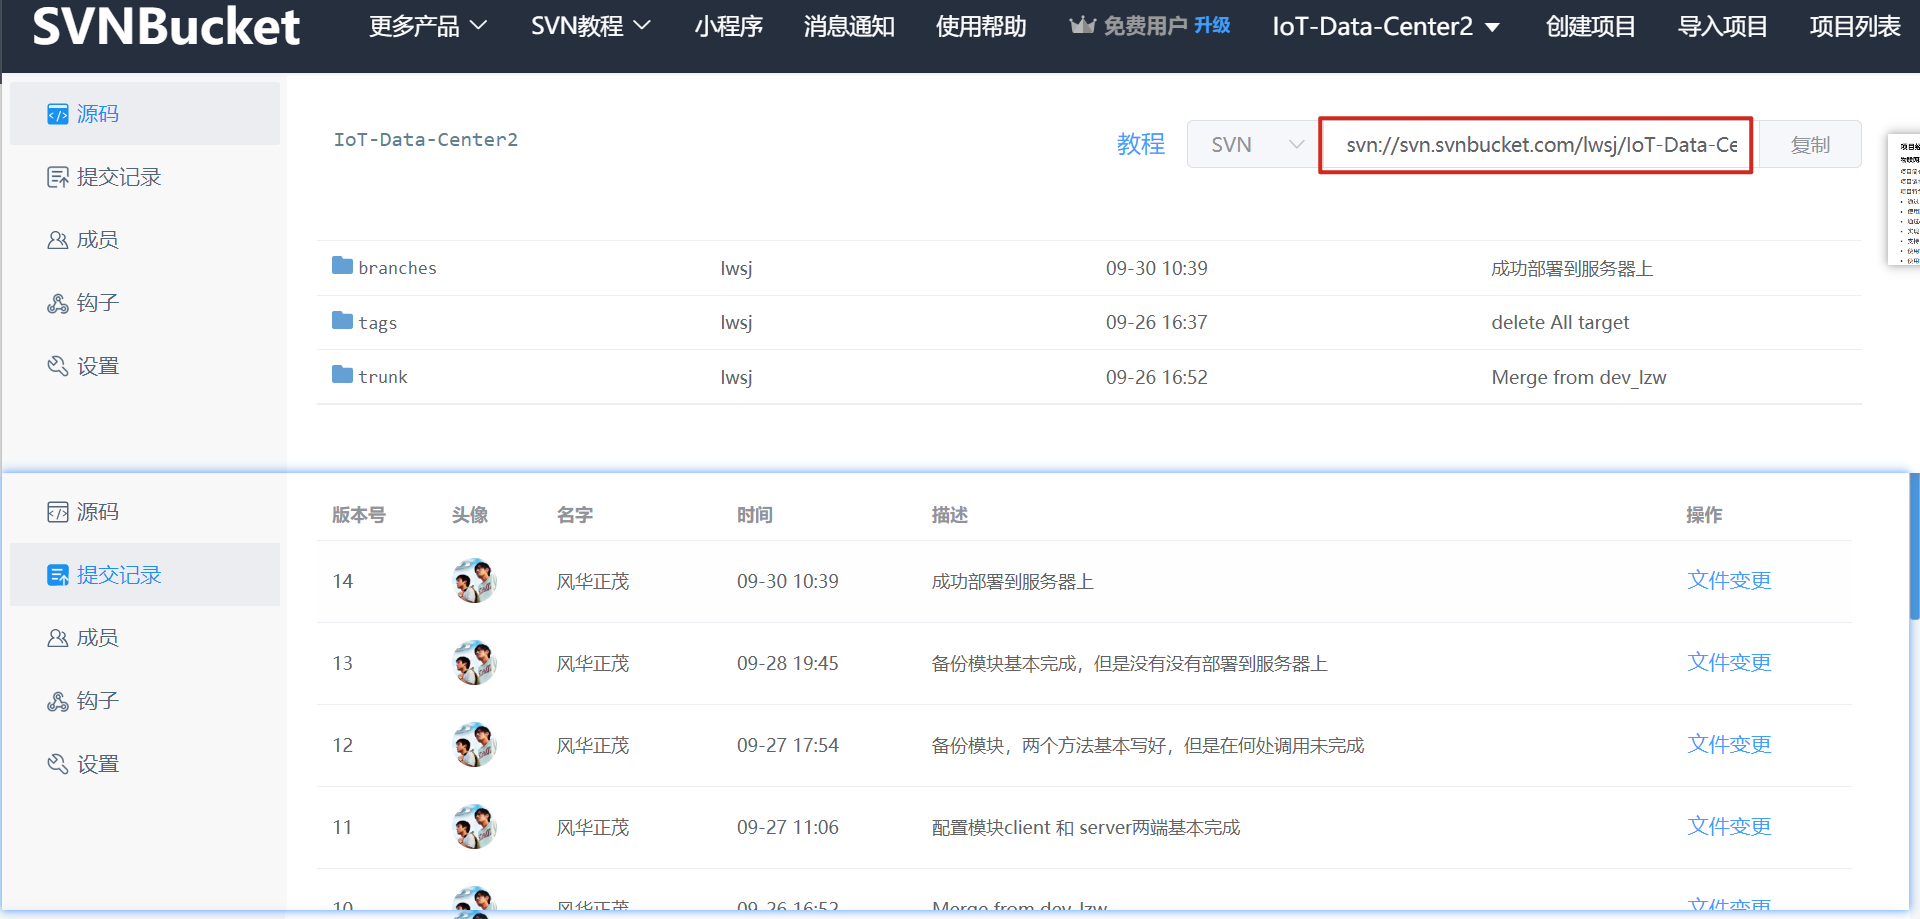 SVNBucket 更多产品 SVN教程 小程序 消息通知 使用帮助 免费用户 升级 IoT-Data-Center2 创建项目 导入项目 项目列表
源码
提交记录
成员
钩子
设置
IoT-Data-Center2 教程 SVN svn://svn.svnbucket.com/lwsj/IoT-Data-Ce 复制
branches lwsj 09-30 10:39 成功部署到服务器上
tags lwsj 09-26 16:37 delete All target
trunk lwsj 09-26 16:52 Merge from dev_lzw
源码
提交记录
成员
钩子
设置
版本号 头像 名字 时间 描述 操作
14 风华正茂 09-30 10:39 成功部署到服务器上 文件变更
13 风华正茂 09-28 19:45 备份模块基本完成，但是没有没有部署到服务器上 文件变更
12 风华正茂 09-27 17:54 备份模块，两个方法基本写好，但是在何处调用未完成 文件变更
11 风华正茂 09-27 11:06 配置模块client 和 server两端基本完成 文件变更
10 风华正茂 09-26 16:52 Merge from dev_lzw 文件变更